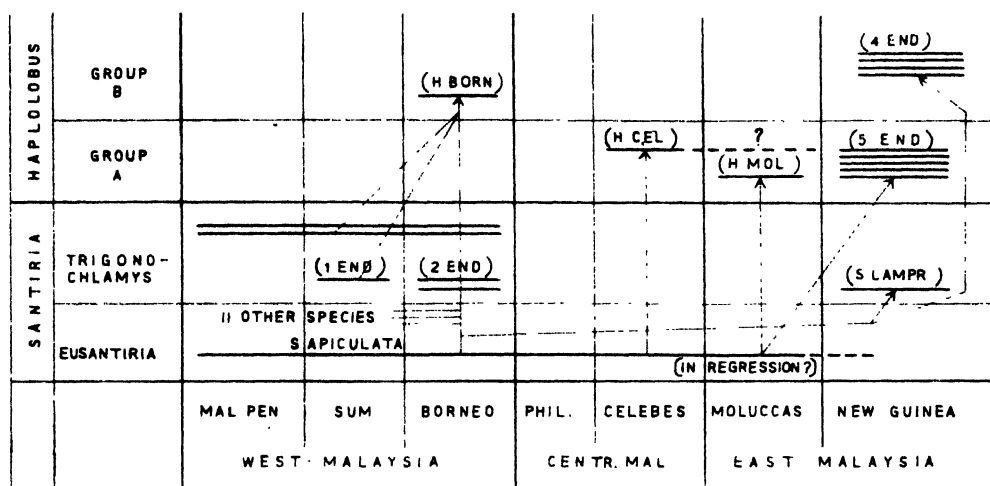 HAPLOLOBUS
GROUP B
GROUP A
SANTIRIA
TRIGONO-
CHLAMYS
EUSANTIRIA
(4 END)
(H BORN)
(H CEL)
?
(H MOL)
(5 END)
(1 END)
(2 END)
(S LAMPR)
11 OTHER SPECIES
S APICULATA
(IN REGRESSION?)
MAL PEN
SUM
BORNEO
PHIL.
CELEBES
MOLUCCAS
NEW GUINEA
WEST-MALAYSIA
CENTR. MAL
EAST MALAYSIA